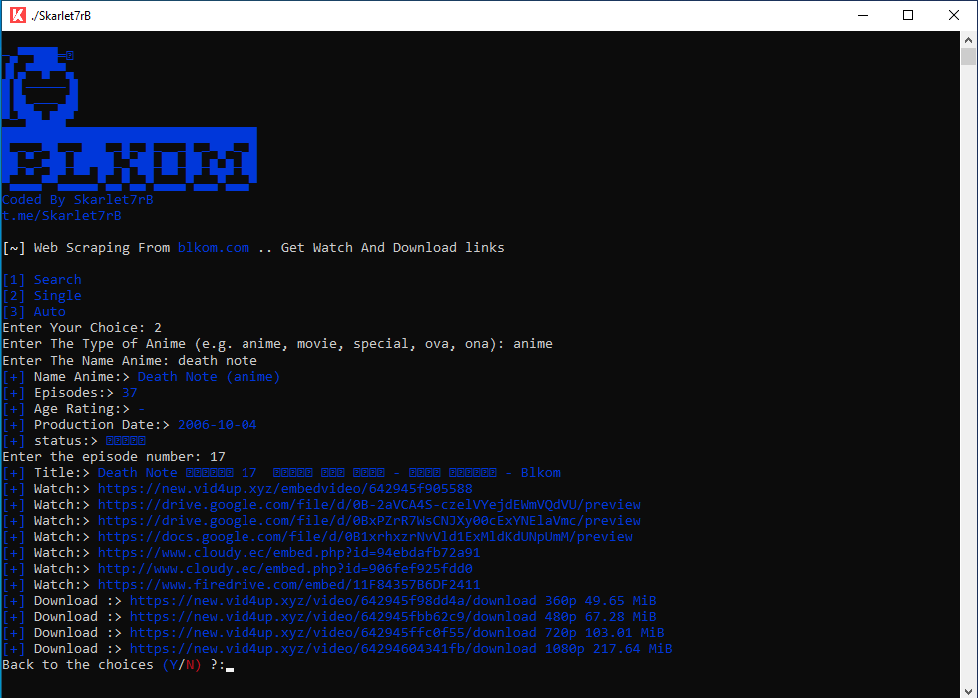 ./Skarlet7rB
BLKOM
Coded By Skarlet7rB
t.me/Skarlet7rB
[~] Web Scraping From blkom.com .. Get Watch And Download links
[1] Search
[2] Single
[3] Auto
Enter Your Choice: 2
Enter The Type of Anime (e.g. anime, movie, special, ova, ona): anime
Enter The Name Anime: death note
[+] Name Anime:> Death Note (anime)
[+] Episodes:> 37
[+] Age Rating:> -
[+] Production Date:> 2006-10-04
[+] status:>
Enter the episode number: 17
[+] Title:> Death Note 17 - - Blkom
[+] Watch:> https://new.vid4up.xyz/embedvideo/642945f905588
[+] Watch:> https://drive.google.com/file/d/0B-2aVCA4S-czelVYejdEWmVQdVU/preview
[+] Watch:> https://drive.google.com/file/d/0BxPZrR7WsCNJXy00cExYNElaVmc/preview
[+] Watch:> https://docs.google.com/file/d/0B1xrhxzrNvVld1ExMldKdUNpUmM/preview
[+] Watch:> https://www.cloudy.ec/embed.php?id=94ebdafb72a91
[+] Watch:> http://www.cloudy.ec/embed.php?id=906fef925fdd0
[+] Watch:> https://www.firedrive.com/embed/11F84357B6DF2411
[+] Download :> https://new.vid4up.xyz/video/642945f98dd4a/download 360p 49.65 MiB
[+] Download :> https://new.vid4up.xyz/video/642945fbb62c9/download 480p 67.28 MiB
[+] Download :> https://new.vid4up.xyz/video/642945ffc0f55/download 720p 103.01 MiB
[+] Download :> https://new.vid4up.xyz/video/64294604341fb/download 1080p 217.64 MiB
Back to the choices (Y/N) ?: